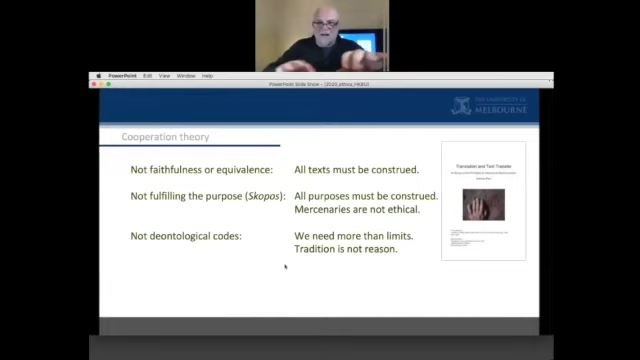 PowerPoint Edit View Window Help
PowerPoint Slide Show - [2020 ethics_HKBU]
THE UNIVERSITY OF
MELBOURNE
Cooperation theory
Not faithfulness or equivalence: All texts must be construed.
Not fulfilling the purpose (Skopos): All purposes must be construed.
Mercenaries are not ethical.
Not deontological codes: We need more than limits.
Tradition is not reason.
Translation and Text Transfer